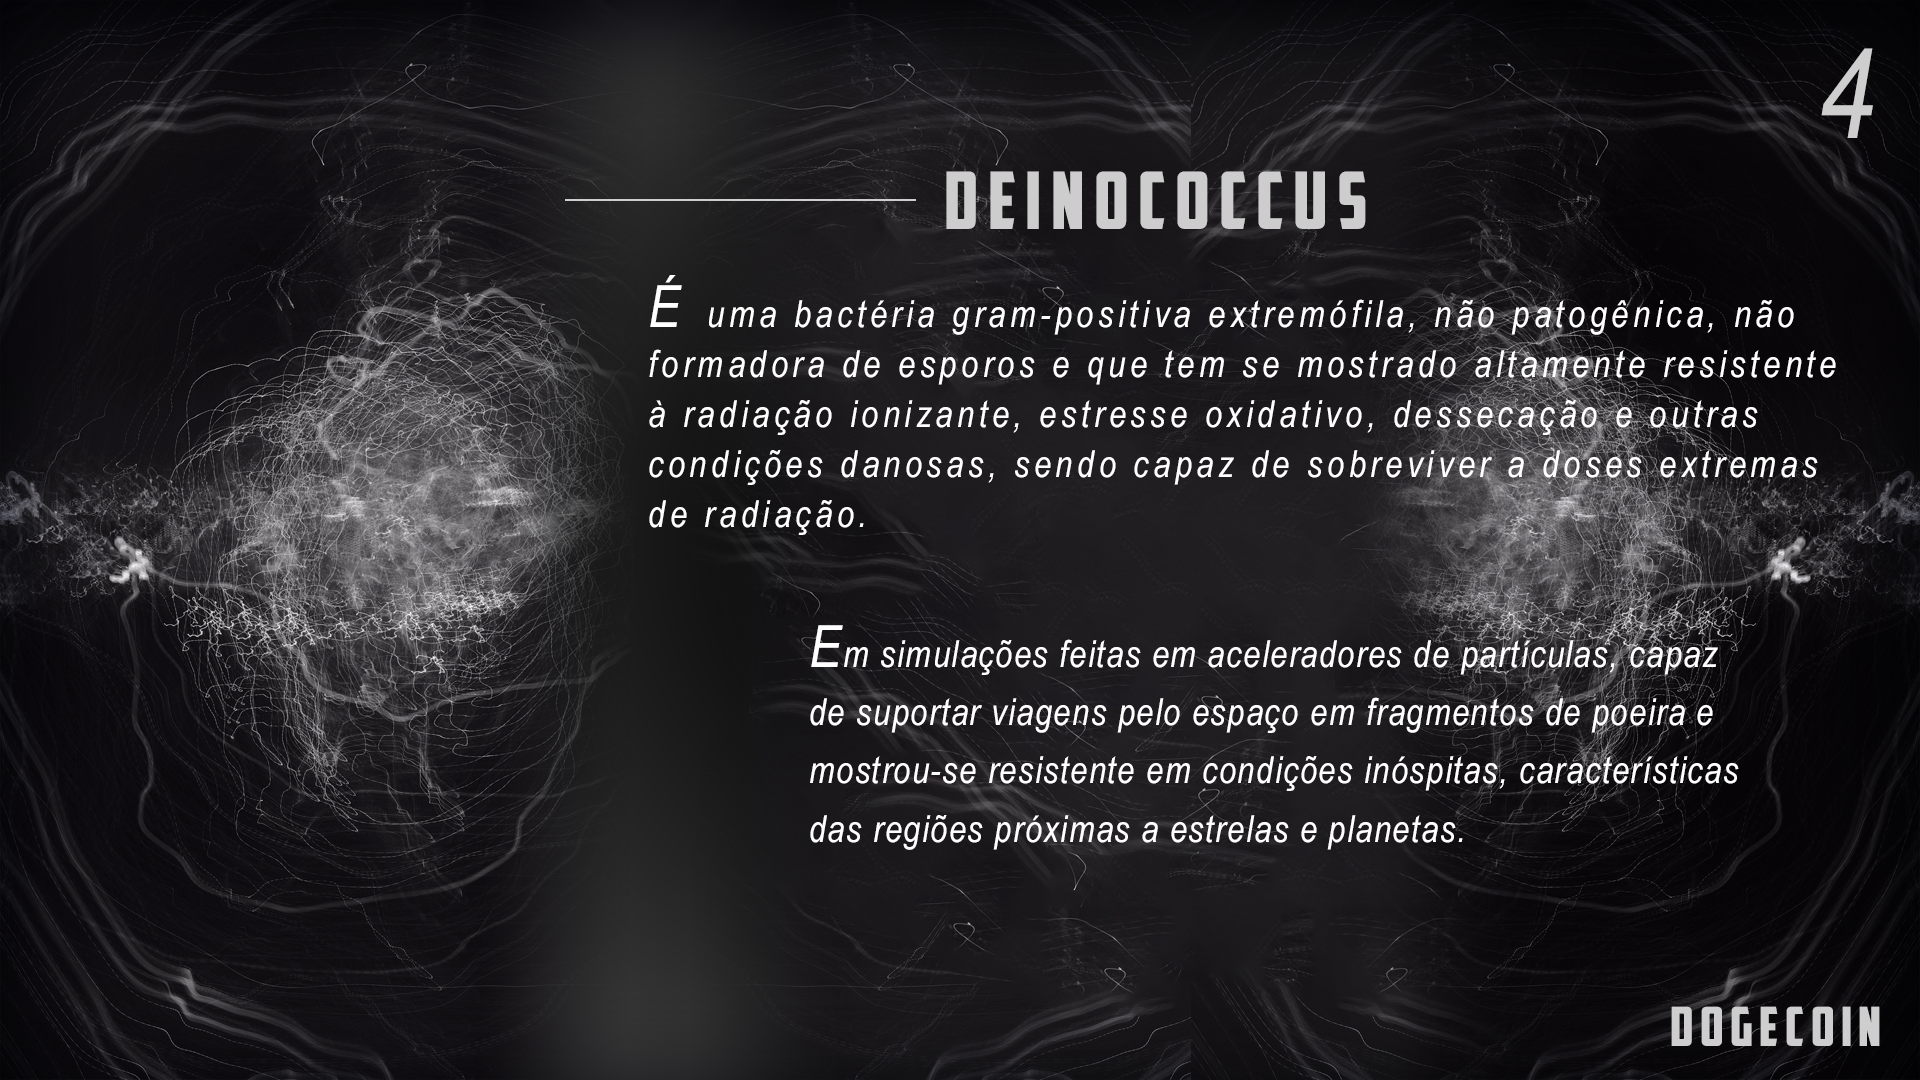 4
DEINOCOCCUS
É uma bactéria gram-positiva extremófila, não patogênica, não
formadora de esporos e que tem se mostrado altamente resistente
à radiação ionizante, estresse oxidativo, dessecação e outras
condições danosas, sendo capaz de sobreviver a doses extremas
de radiação.
Em simulações feitas em aceleradores de partículas, capaz
de suportar viagens pelo espaço em fragmentos de poeira e
mostrou-se resistente em condições inóspitas, características
das regiões próximas a estrelas e planetas.
DOGECOIN